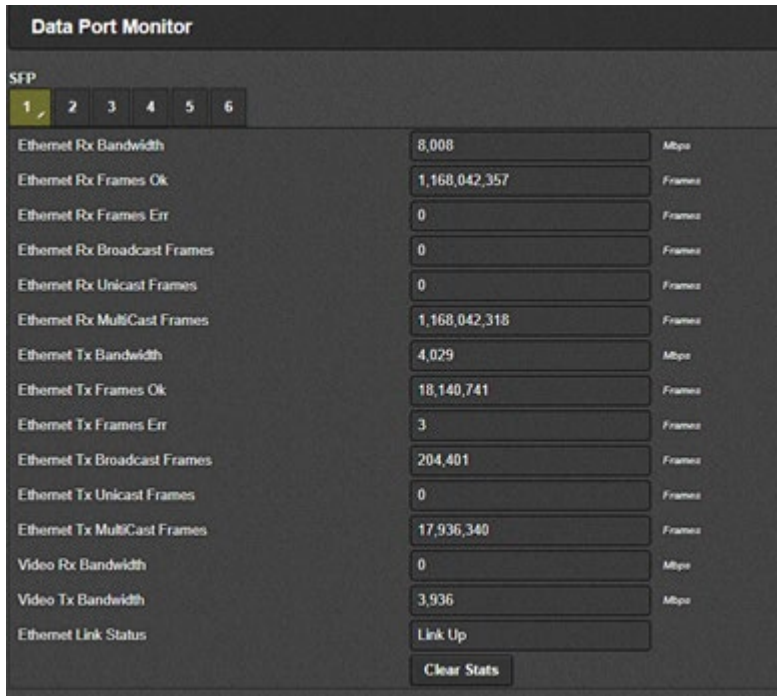 Data Port Monitor
SFP
1 2 3 4 5 6
Ethernet Rx Bandwidth 8,008 Mbps
Ethernet Rx Frames Ok 1,168,042,357 Frames
Ethernet Rx Frames Err 0 Frames
Ethernet Rx Broadcast Frames 0 Frames
Ethernet Rx Unicast Frames 0 Frames
Ethernet Rx MultiCast Frames 1,168,042,318 Frames
Ethernet Tx Bandwidth 4,029 Mbps
Ethernet Tx Frames Ok 18,140,741 Frames
Ethernet Tx Frames Err 3 Frames
Ethernet Tx Broadcast Frames 204,401 Frames
Ethernet Tx Unicast Frames 0 Frames
Ethernet Tx MultiCast Frames 17,936,340 Frames
Video Rx Bandwidth 0 Mbps
Video Tx Bandwidth 3,936 Mbps
Ethernet Link Status Link Up
Clear Stats